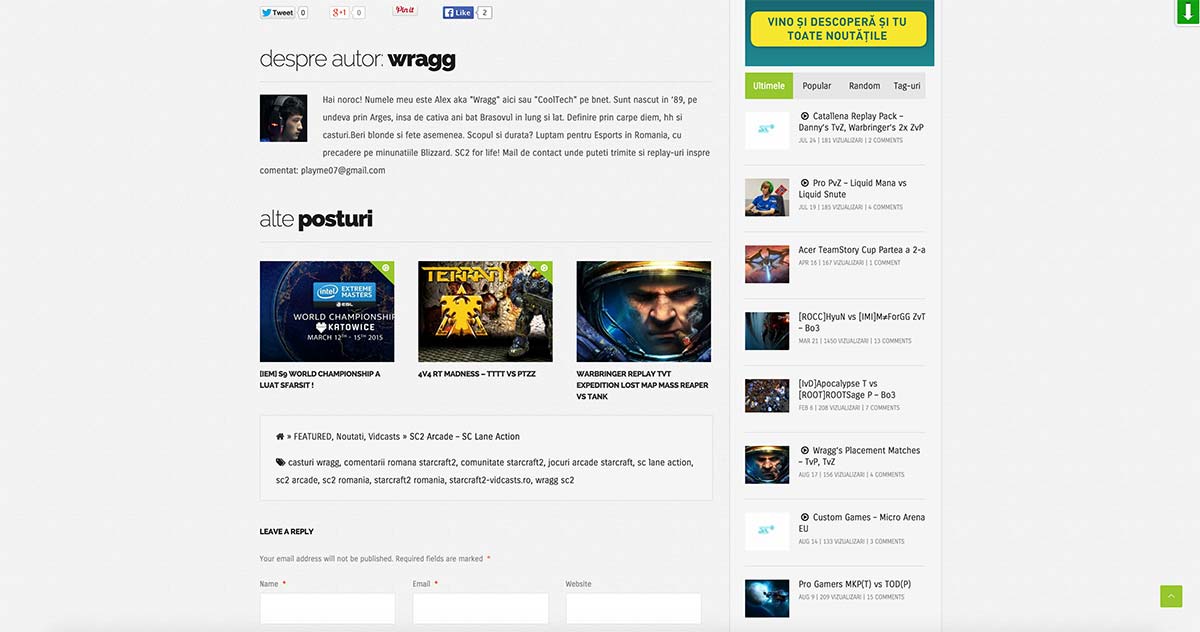 Tweet 0 g+1 0 Pin it Like 2
despre autor: wragg
Hai noroc! Numele meu este Alex aka "Wragg" aici sau "CoolTech" pe bnet. Sunt nascut in '89, pe
undeva prin Arges, insa de cativa ani bat Brasovul in lung si lat. Definire prin carpe diem, hh si
casturi.Beri blonde si fete asemenea. Scopul si durata? Luptam pentru Esports in Romania, cu
precadere pe minunatiile Blizzard. SC2 for life! Mail de contact unde puteti trimite si replay-uri inspre
comentat: playme07@gmail.com
alte posturi
intel EXTREME
MASTERS
ESL
WORLD CHAMPIONSHIP
KATOWICE
MARCH 12TH - 15TH 2015
TERRAN
[IEM] S9 WORLD CHAMPIONSHIP A
LUAT SFARSIT !
4V4 RT MADNESS – TTTT VS PTZZ
WARBRINGER REPLAY TVT
EXPEDITION LOST MAP MASS REAPER
VS TANK
» FEATURED, Noutati, Vidcasts » SC2 Arcade – SC Lane Action
casturi wragg, comentarii romana starcraft2, comunitate starcraft2, jocuri arcade starcraft, sc lane action,
sc2 arcade, sc2 romania, starcraft2 romania, starcraft2-vidcasts.ro, wragg sc2
LEAVE A REPLY
Your email address will not be published. Required fields are marked *
Name * Email * Website
VINO ȘI DESCOPERĂ ȘI TU
TOATE NOUTĂȚILE
Ultimele Popular Random Tag-uri
Catallena Replay Pack –
Danny's TvZ, Warbringer's 2x ZvP
JUL 24 | 181 VIZUALIZARI | 2 COMMENTS
Pro PvZ – Liquid Mana vs
Liquid Snute
JUL 19 | 185 VIZUALIZARI | 4 COMMENTS
Acer TeamStory Cup Partea a 2-a
APR 16 | 167 VIZUALIZARI | 1 COMMENT
[ROCC]HyuN vs [IMI]M≠ForGG ZvT
– Bo3
MAR 21 | 1450 VIZUALIZARI | 13 COMMENTS
[IvD]Apocalypse T vs
[ROOT]ROOTSage P – Bo3
FEB 6 | 208 VIZUALIZARI | 7 COMMENTS
Wragg's Placement Matches
– TvP, TvZ
AUG 17 | 156 VIZUALIZARI | 4 COMMENTS
Custom Games – Micro Arena
EU
AUG 14 | 133 VIZUALIZARI | 3 COMMENTS
Pro Gamers MKP(T) vs TOD(P)
AUG 9 | 209 VIZUALIZARI | 15 COMMENTS